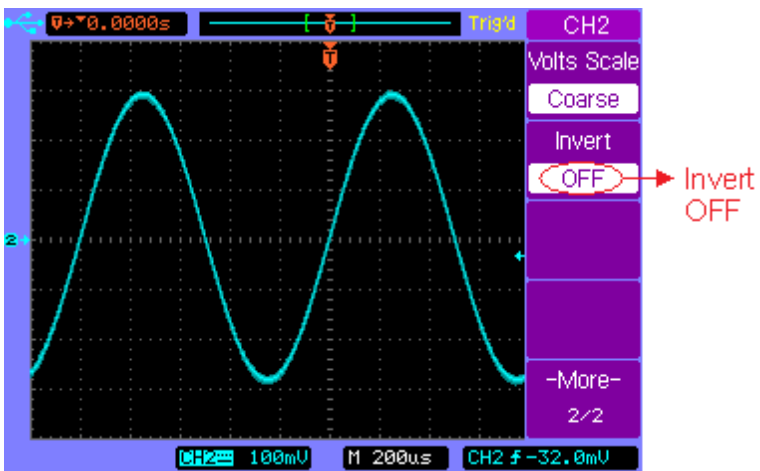 T→▼0.0000s [ T ] Trig'd CH2
T
Volts Scale
Coarse
Invert
OFF
Invert
OFF
2
-More-
2/2
CH2 100mV M 200us CH2 -32.0mV